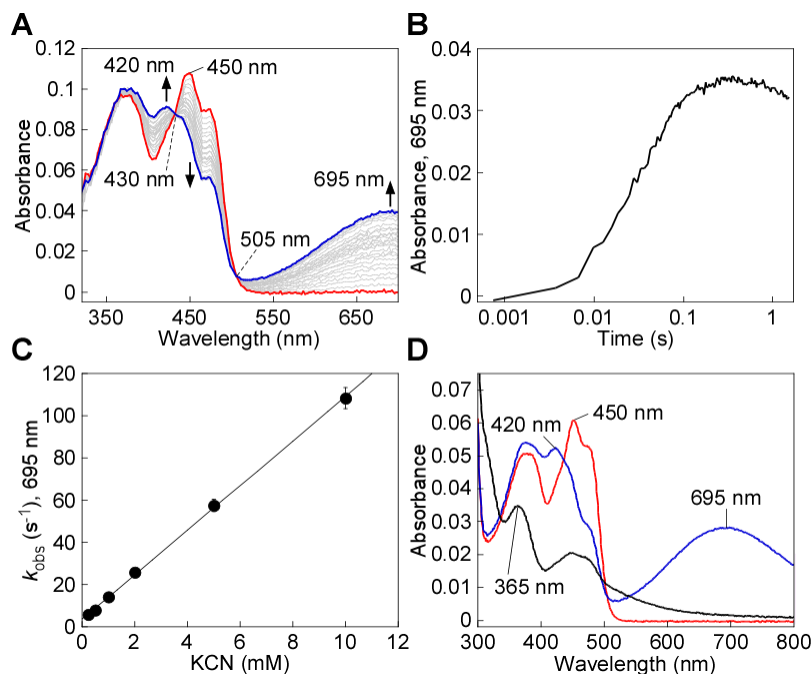 A
420 nm
450 nm
430 nm
695 nm
505 nm
Absorbance
0.1
0.08
0.06
0.04
0.02
0
350
450
550
650
Wavelength (nm)
B
Absorbance, 695 nm
0.04
0.03
0.02
0.01
0
0.001
0.01
0.1
1
Time (s)
C
kobs (s-1), 695 nm
120
100
80
60
40
20
0
0
2
4
6
8
10
12
KCN (mM)
D
420 nm
450 nm
695 nm
365 nm
Absorbance
0.07
0.06
0.05
0.04
0.03
0.02
0.01
0
300
400
500
600
700
800
Wavelength (nm)